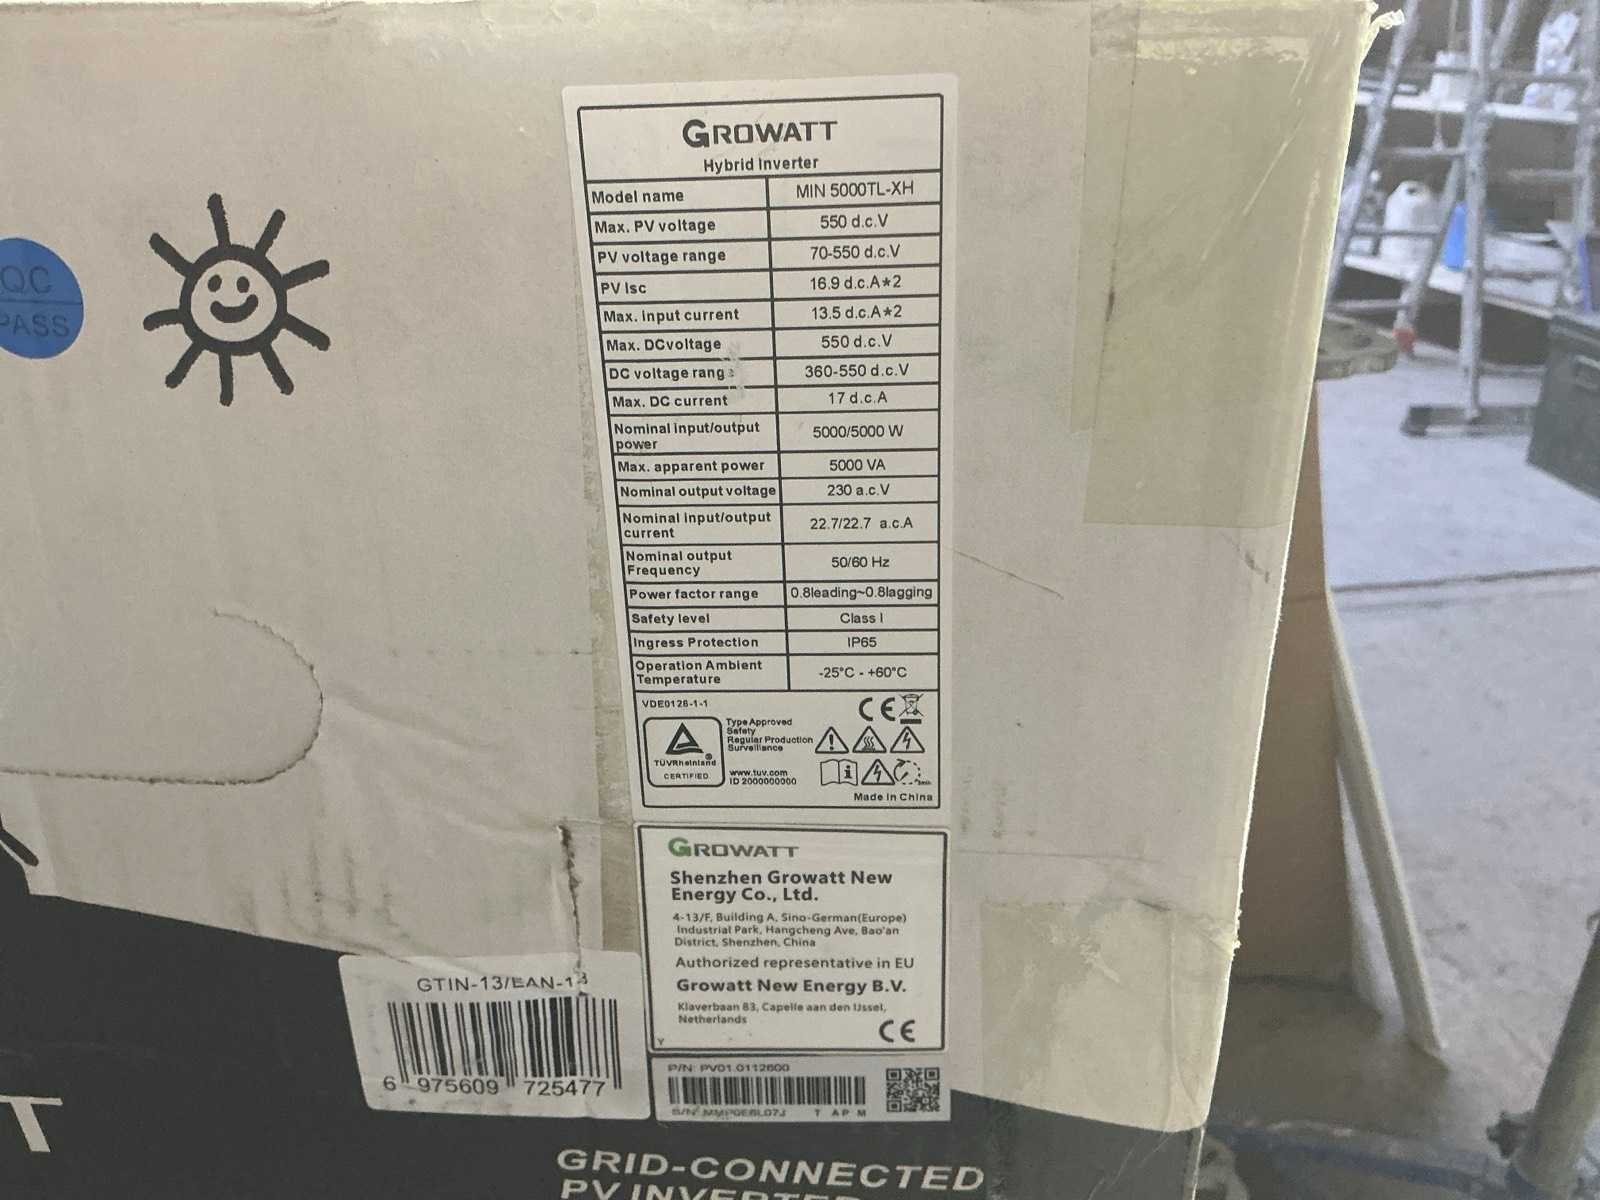 QC
PASS
GROWATT
Hybrid Inverter
Model name MIN 5000TL-XH
Max. PV voltage 550 d.c.V
PV voltage range 70-550 d.c.V
PV Isc 16.9 d.c.A*2
Max. input current 13.5 d.c.A*2
Max. DCvoltage 550 d.c.V
DC voltage range 360-550 d.c.V
Max. DC current 17 d.c.A
Nominal input/output
power 5000/5000 W
Max. apparent power 5000 VA
Nominal output voltage 230 a.c.V
Nominal input/output
current 22.7/22.7 a.c.A
Nominal output
Frequency 50/60 Hz
Power factor range 0.8leading~0.8lagging
Safety level Class I
Ingress Protection IP65
Operation Ambient
Temperature -25°C - +60°C
VDE0126-1-1
TÜVRheinland
CERTIFIED
Type Approved
Safety
Regular Production
Surveillance
www.tuv.com
ID 2000000000
CE
5min
Made in China
GROWATT
Shenzhen Growatt New
Energy Co., Ltd.
4-13/F, Building A, Sino-German(Europe)
Industrial Park, Hangcheng Ave, Bao'an
District, Shenzhen, China
Authorized representative in EU
Growatt New Energy B.V.
Klaverbaan 83, Capelle aan den IJssel,
Netherlands
CE
Y
GTIN-13/EAN-13
6 975609 725477
P/N: PV01.0112600
S/N: T A P M
T
GRID-CONNECTED
PV INVERTER